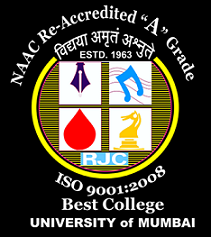 NAAC Re-Accredited "A" Grade
विद्यया अमृतं अश्नुते
ESTD. 1963
RJC
ISO 9001:2008
Best College
UNIVERSITY of MUMBAI